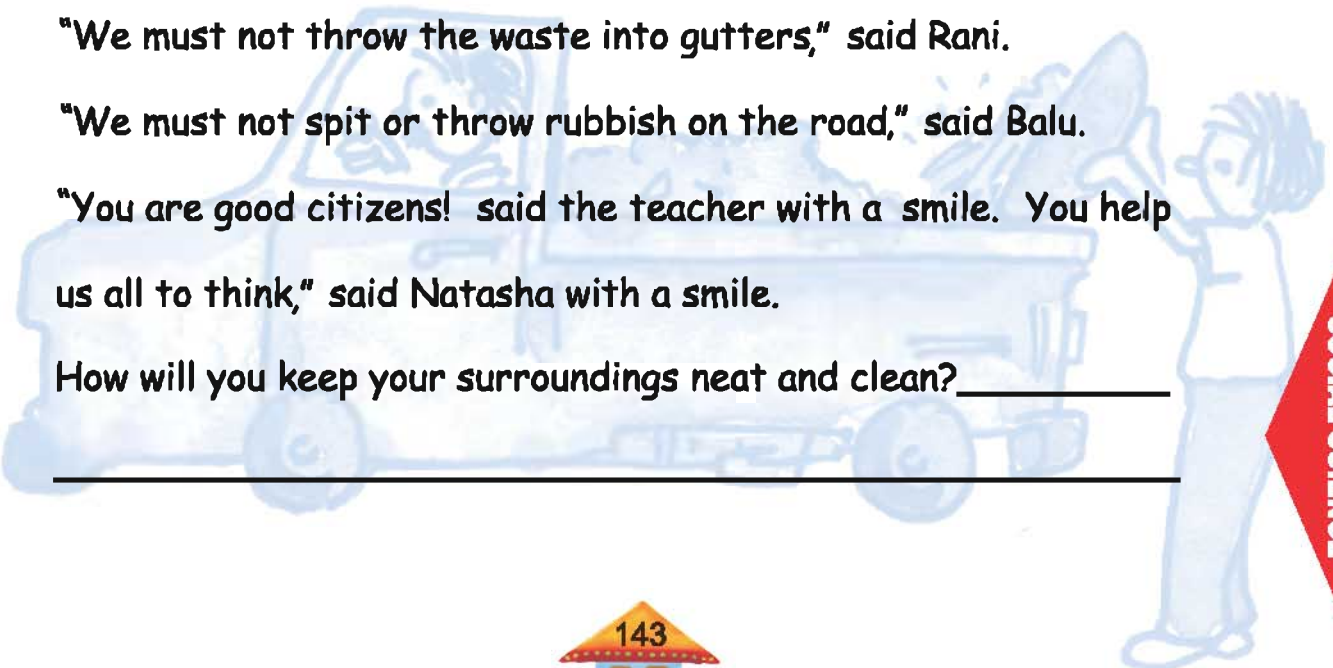 "We must not throw the waste into gutters," said Rani.
"We must not spit or throw rubbish on the road," said Balu.
"You are good citizens! said the teacher with a smile. You help
us all to think," said Natasha with a smile.
How will you keep your surroundings neat and clean?
143